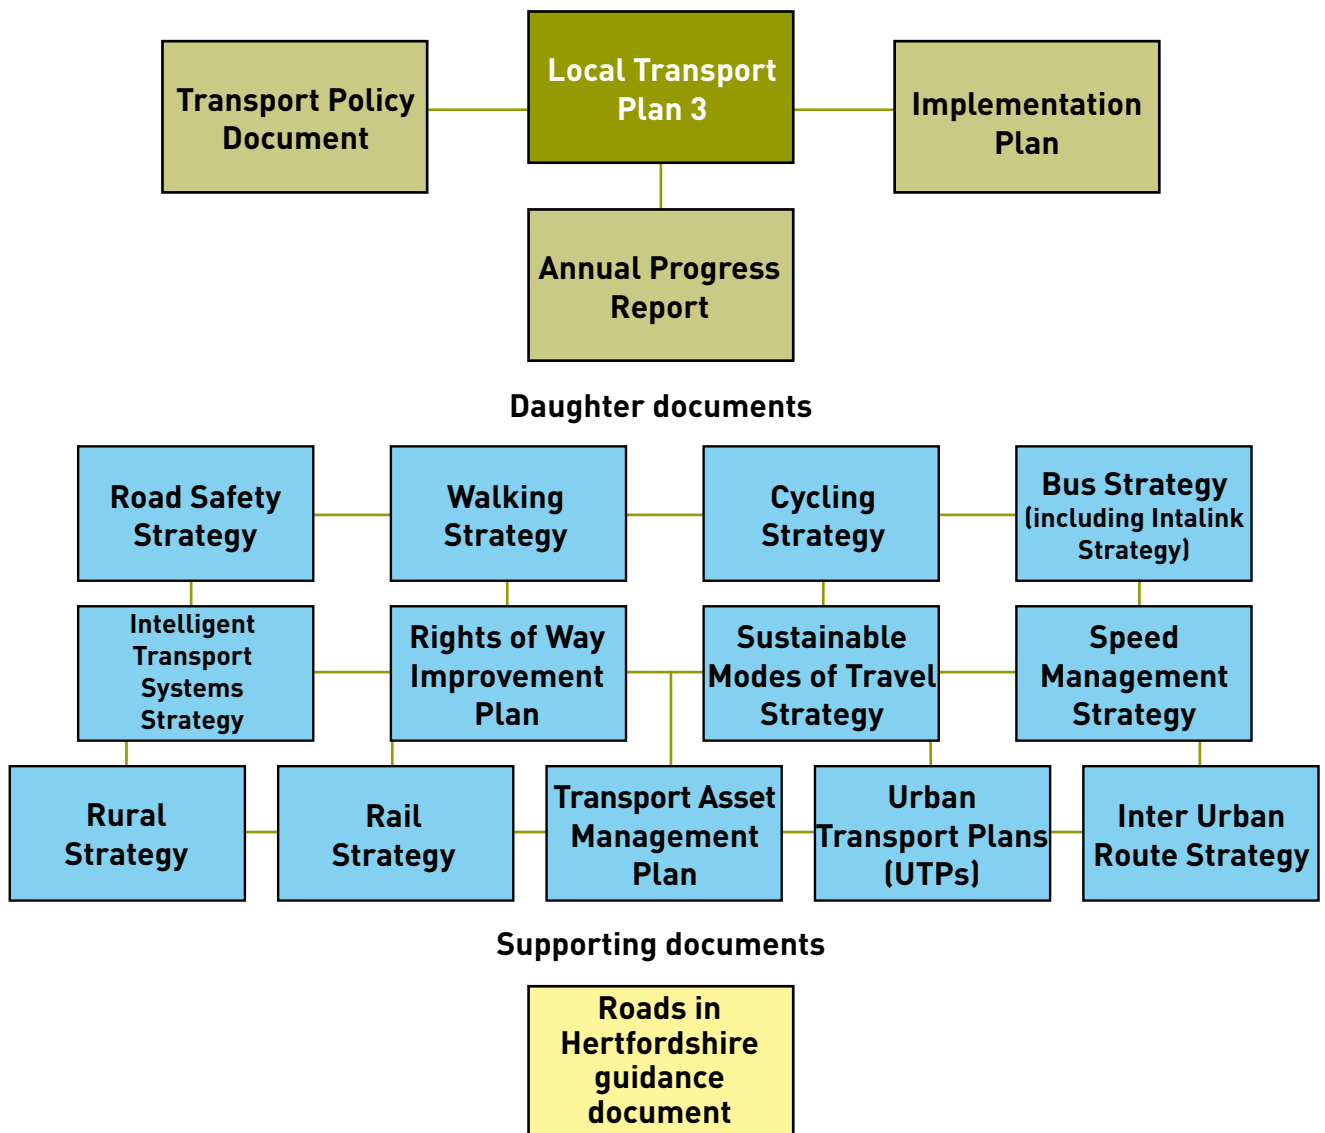 Transport Policy
Document
Local Transport
Plan 3
Implementation
Plan
Annual Progress
Report
Daughter documents
Road Safety
Strategy
Walking
Strategy
Cycling
Strategy
Bus Strategy
(including Intalink
Strategy)
Intelligent
Transport
Systems
Strategy
Rights of Way
Improvement
Plan
Sustainable
Modes of Travel
Strategy
Speed
Management
Strategy
Rural
Strategy
Rail
Strategy
Transport Asset
Management
Plan
Urban
Transport Plans
(UTPs)
Inter Urban
Route Strategy
Supporting documents
Roads in
Hertfordshire
guidance
document